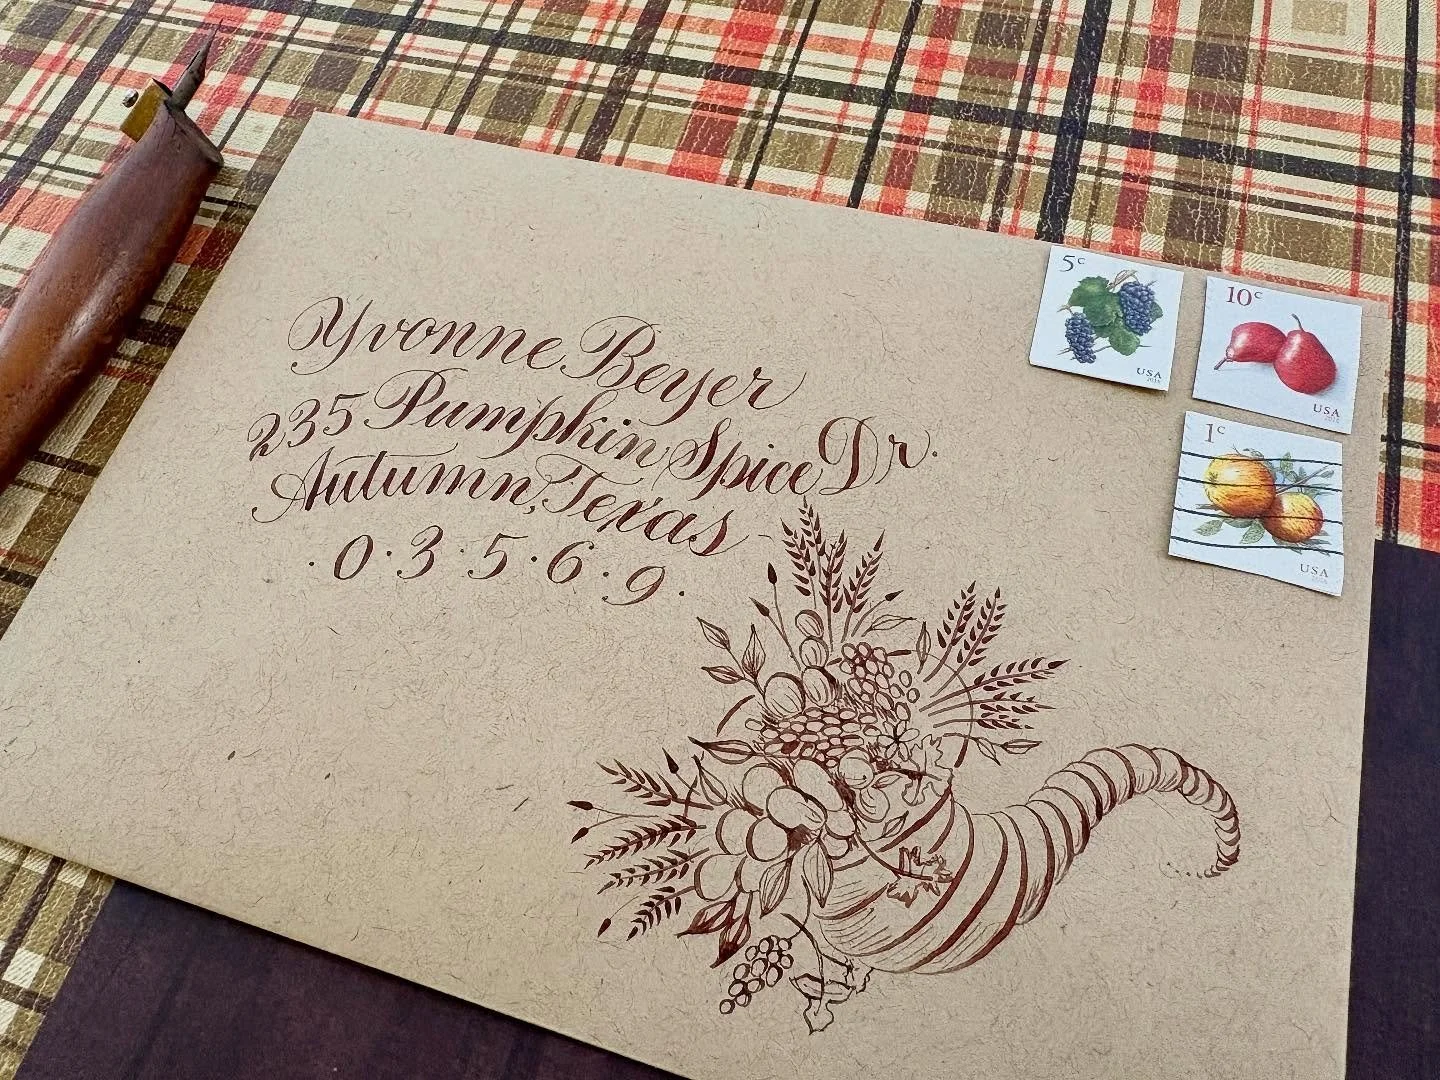 Yvonne Beyer
235 Pumpkin Spice Dr.
Autumn, Texas
·0·3·5·6·9·
5c
USA
10c
USA
1c
USA